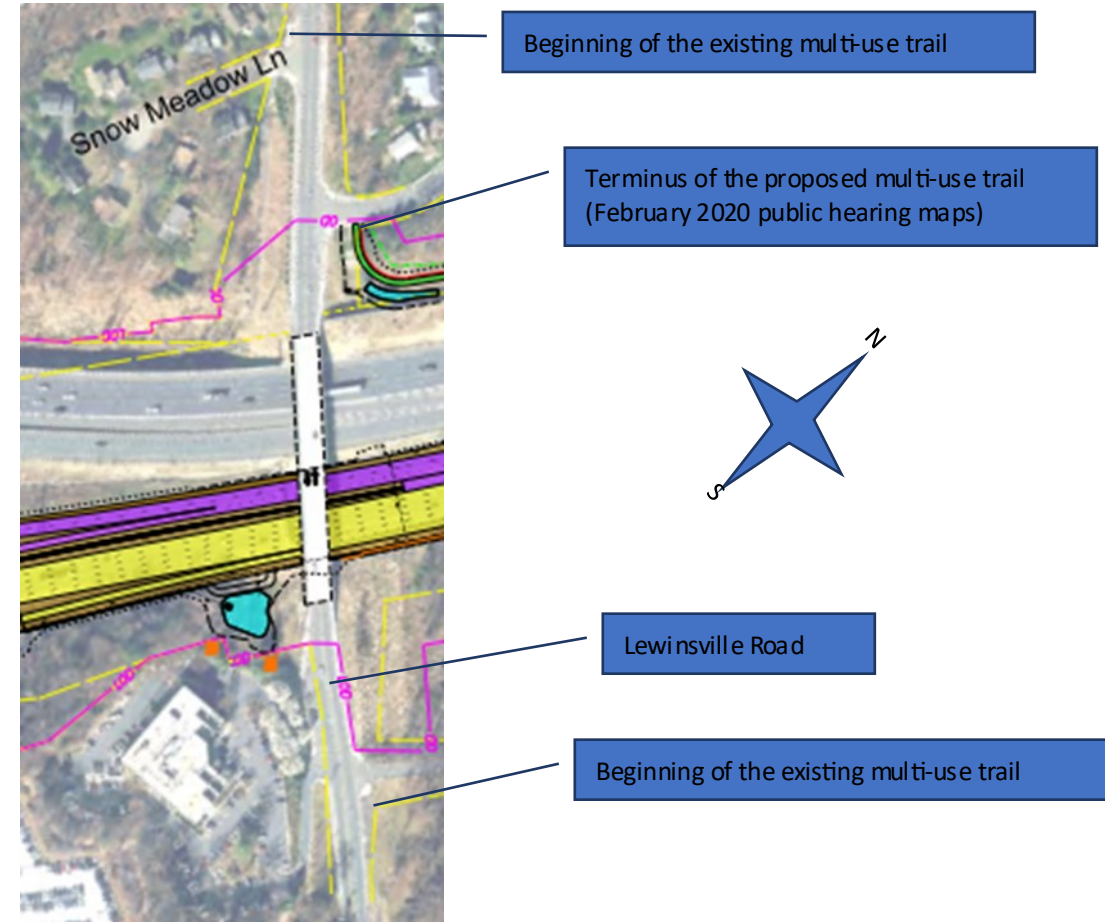 Beginning of the existing multi-use trail
Snow Meadow Ln
Terminus of the proposed multi-use trail
(February 2020 public hearing maps)
N
S
Lewinsville Road
Beginning of the existing multi-use trail